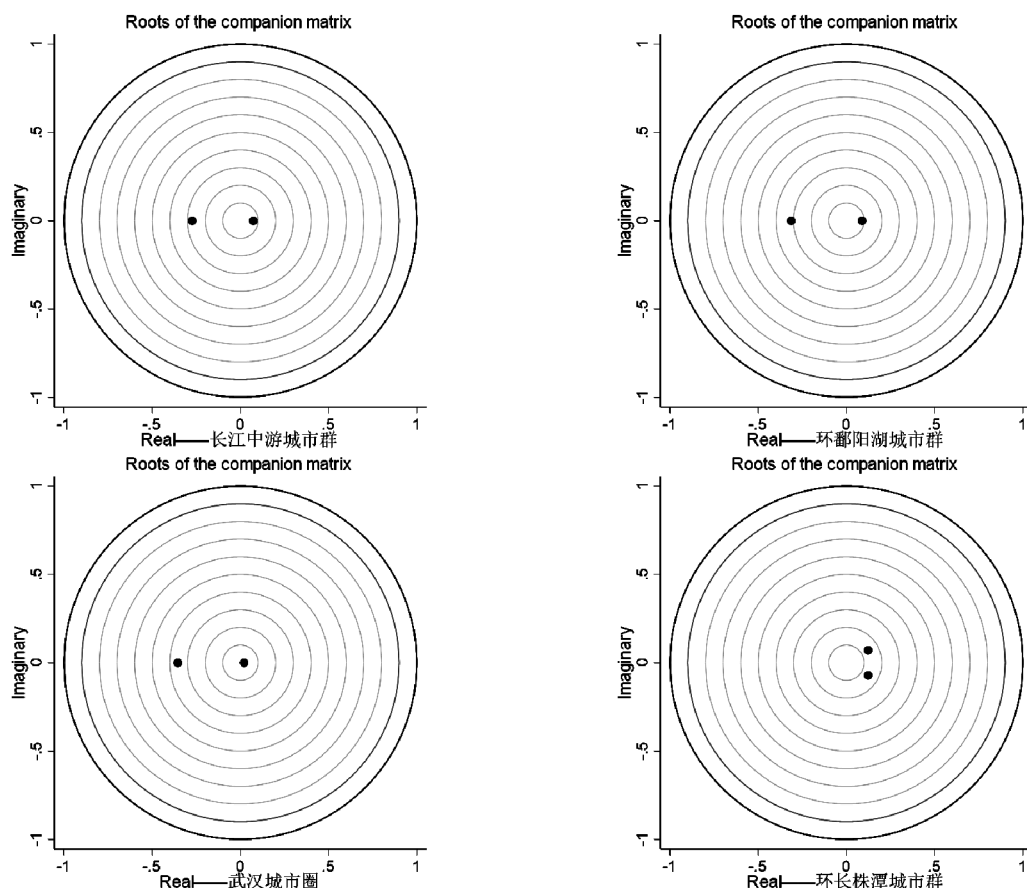 Roots of the companion matrix
Imaginary
1
.5
0
-.5
-1
-1 -.5 0 .5 1
Real——长江中游城市群
Roots of the companion matrix
Imaginary
1
.5
0
-.5
-1
-1 -.5 0 .5 1
Real——环鄱阳湖城市群
Roots of the companion matrix
Imaginary
1
.5
0
-.5
-1
-1 -.5 0 .5 1
Real——武汉城市圈
Roots of the companion matrix
Imaginary
1
.5
0
-.5
-1
-1 -.5 0 .5 1
Real——环长株潭城市群